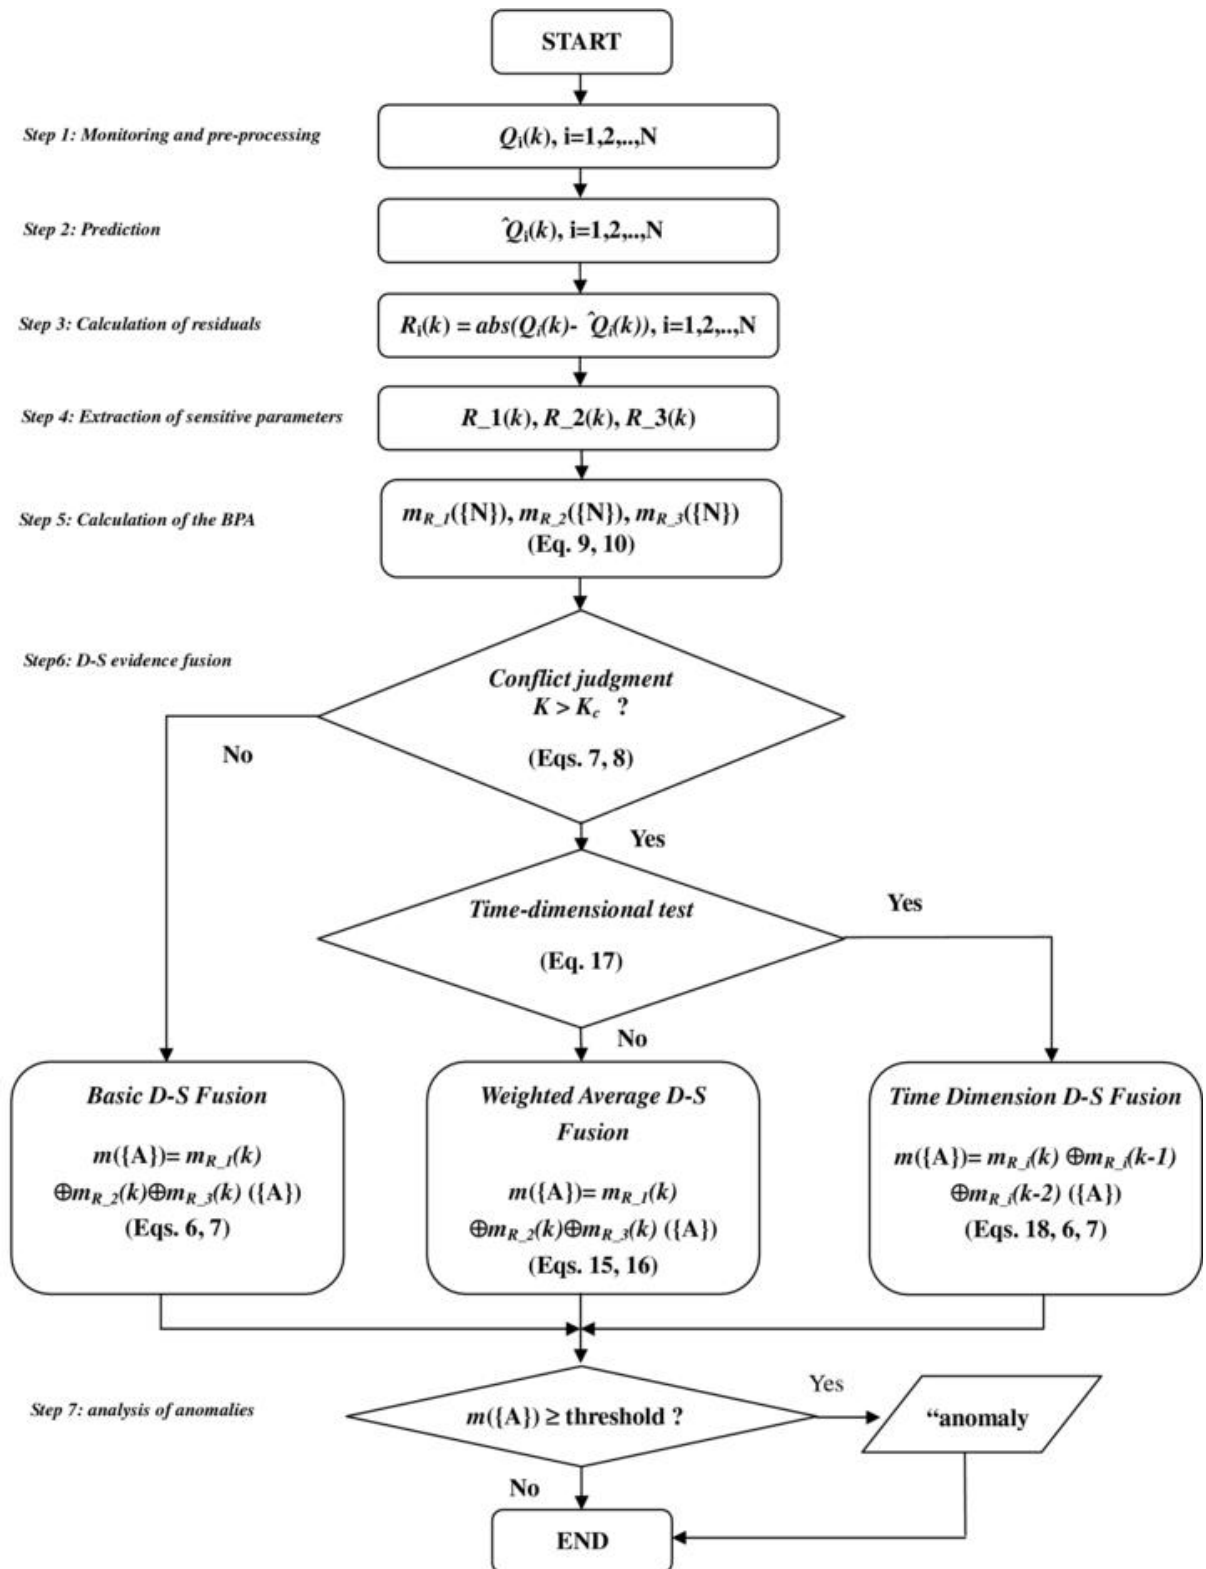 START
Step 1: Monitoring and pre-processing
Qi(k), i=1,2,..,N
Step 2: Prediction
ˆQi(k), i=1,2,..,N
Step 3: Calculation of residuals
Ri(k) = abs(Qi(k)- ˆQi(k)), i=1,2,..,N
Step 4: Extraction of sensitive parameters
R_1(k), R_2(k), R_3(k)
Step 5: Calculation of the BPA
mR_1({N}), mR_2({N}), mR_3({N})
(Eq. 9, 10)
Step6: D-S evidence fusion
Conflict judgment
K > Kc ?
(Eqs. 7, 8)
No
Yes
Time-dimensional test
(Eq. 17)
Yes
No
Basic D-S Fusion
m({A})= mR_1(k)
⊕mR_2(k)⊕mR_3(k) ({A})
(Eqs. 6, 7)
Weighted Average D-S
Fusion
m({A})= mR_1(k)
⊕mR_2(k)⊕mR_3(k) ({A})
(Eqs. 15, 16)
Time Dimension D-S Fusion
m({A})= mR_i(k) ⊕mR_i(k-1)
⊕mR_i(k-2) ({A})
(Eqs. 18, 6, 7)
Step 7: analysis of anomalies
m({A}) ≥ threshold ?
Yes
“anomaly
No
END